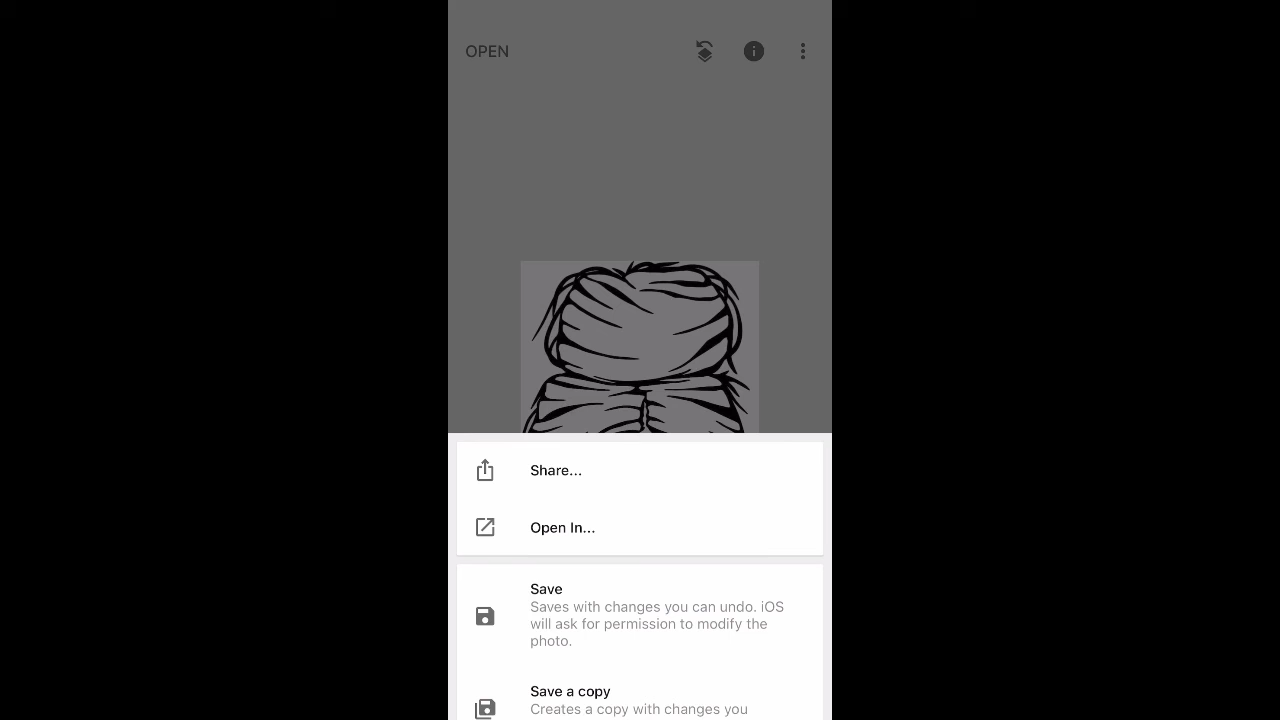 OPEN
Share...
Open In...
Save
Saves with changes you can undo. iOS
will ask for permission to modify the
photo.
Save a copy
Creates a copy with changes you